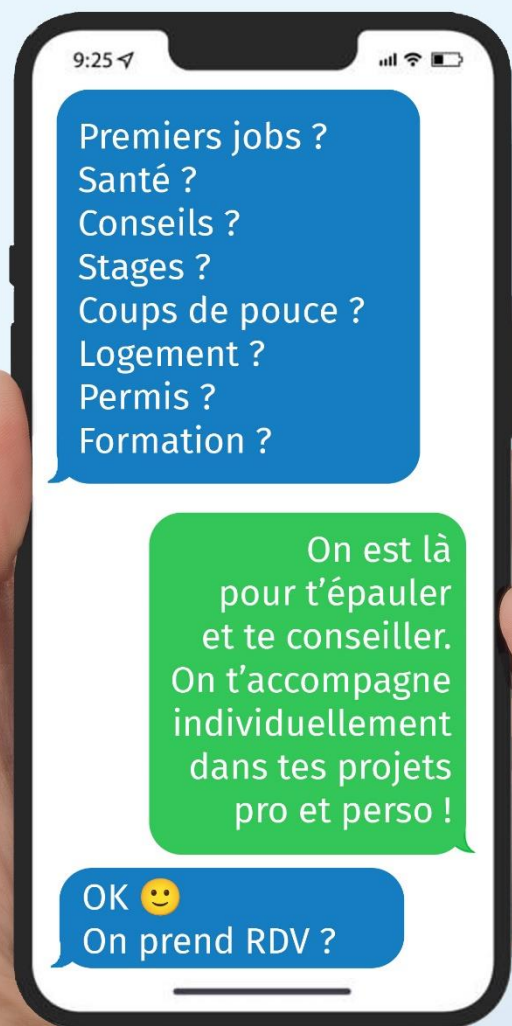 9:25
Premiers jobs ?
Santé ?
Conseils ?
Stages ?
Coups de pouce ?
Logement ?
Permis ?
Formation ?
On est là
pour t’épauler
et te conseiller.
On t’accompagne
individuellement
dans tes projets
pro et perso !
OK 🙂
On prend RDV ?